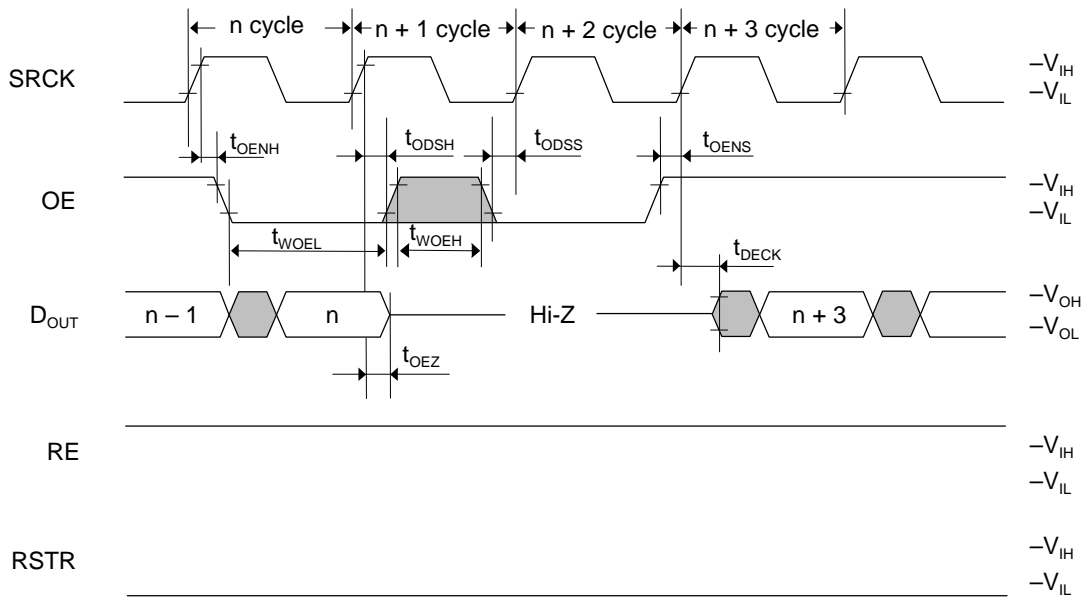 n cycle n + 1 cycle n + 2 cycle n + 3 cycle
SRCK
–VIH
–VIL
tOENH tODSH tODSS tOENS
OE
–VIH
–VIL
tWOEL tWOEH tDECK
DOUT n – 1 n Hi-Z n + 3
–VOH
–VOL
tOEZ
RE
–VIH
–VIL
RSTR
–VIH
–VIL